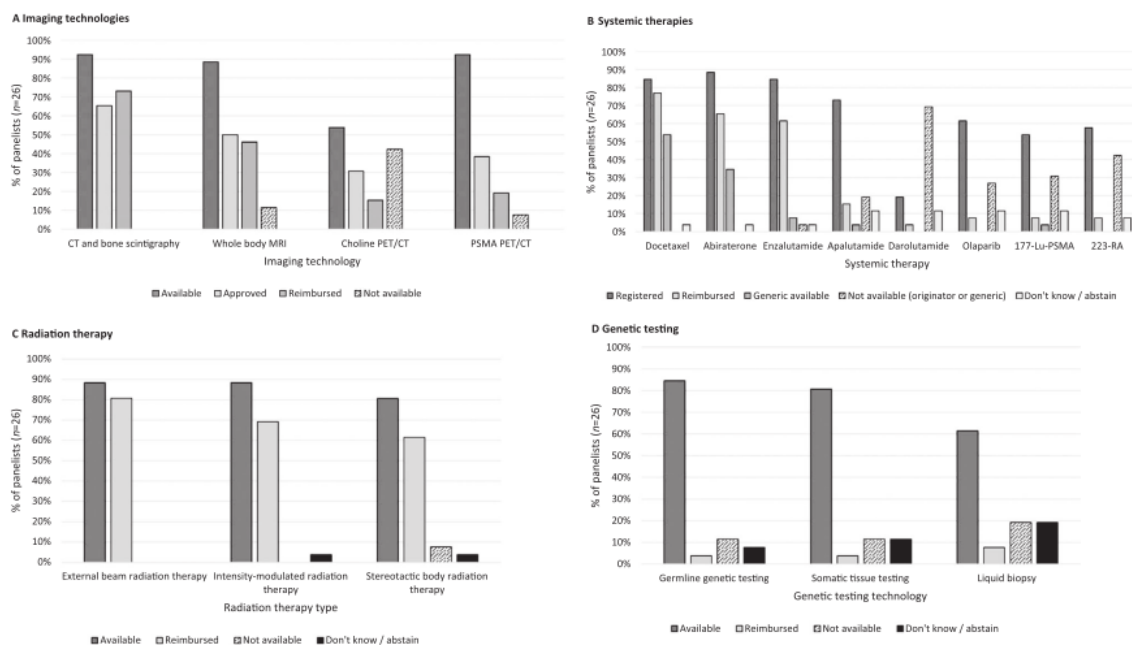 A Imaging technologies
100%
90%
80%
70%
60%
50%
40%
30%
20%
10%
0%
% of panelists (n=26)
CT and bone scintigraphy Whole body MRI Choline PET/CT PSMA PET/CT
Imaging technology
Available Approved Reimbursed Not available
B Systemic therapies
100%
90%
80%
70%
60%
50%
40%
30%
20%
10%
0%
% of panelists (n=26)
Docetaxel Abiraterone Enzalutamide Apalutamide Darolutamide Olaparib 177-Lu-PSMA 223-RA
Systemic therapy
Registered Reimbursed Generic available Not available (originator or generic) Don't know / abstain
C Radiation therapy
100%
90%
80%
70%
60%
50%
40%
30%
20%
10%
0%
% of panelists (n=26)
External beam radiation therapy Intensity-modulated radiation Stereotactic body radiation
therapy therapy
Radiation therapy type
Available Reimbursed Not available Don't know / abstain
D Genetic testing
100%
90%
80%
70%
60%
50%
40%
30%
20%
10%
0%
% of panelists (n=26)
Germline genetic testing Somatic tissue testing Liquid biopsy
Genetic testing technology
Available Reimbursed Not available Don't know / abstain